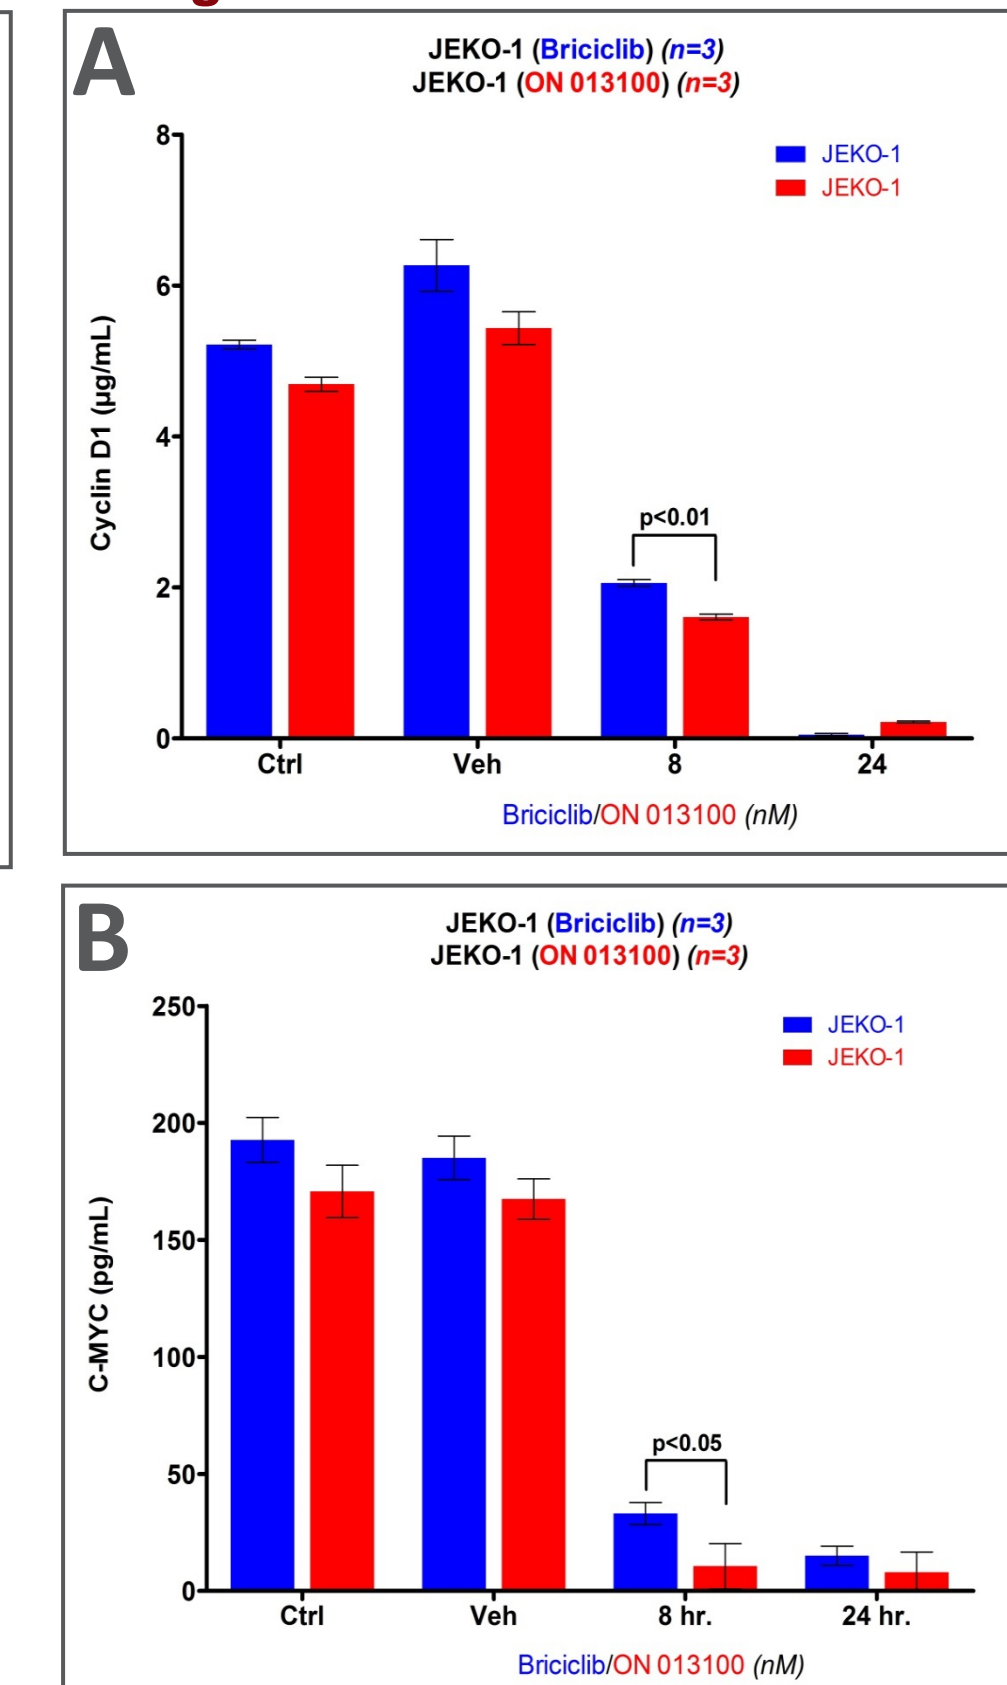 A
JEKO-1 (Briciclib) (n=3)
JEKO-1 (ON 013100) (n=3)
8
JEKO-1
JEKO-1
6
4
2
0
Cyclin D1 (µg/mL)
p<0.01
Ctrl Veh 8 24
Briciclib/ON 013100 (nM)
B
JEKO-1 (Briciclib) (n=3)
JEKO-1 (ON 013100) (n=3)
250
JEKO-1
JEKO-1
200
150
100
50
0
C-MYC (pg/mL)
p<0.05
Ctrl Veh 8 hr. 24 hr.
Briciclib/ON 013100 (nM)